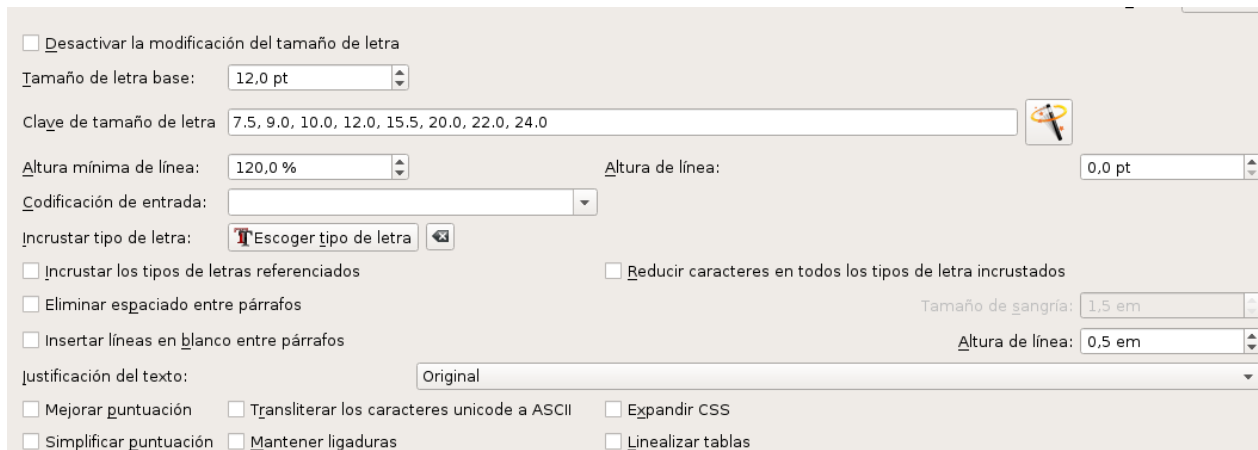 Desactivar la modificación del tamaño de letra
Tamaño de letra base: 12,0 pt
Clave de tamaño de letra 7.5, 9.0, 10.0, 12.0, 15.5, 20.0, 22.0, 24.0
Altura mínima de línea: 120,0 % Altura de línea: 0,0 pt
Codificación de entrada:
Incrustar tipo de letra: Escoger tipo de letra
Incrustar los tipos de letras referenciados Reducir caracteres en todos los tipos de letra incrustados
Eliminar espaciado entre párrafos Tamaño de sangría: 1,5 em
Insertar líneas en blanco entre párrafos Altura de línea: 0,5 em
Justificación del texto: Original
Mejorar puntuación Transliterar los caracteres unicode a ASCII Expandir CSS
Simplificar puntuación Mantener ligaduras Linealizar tablas